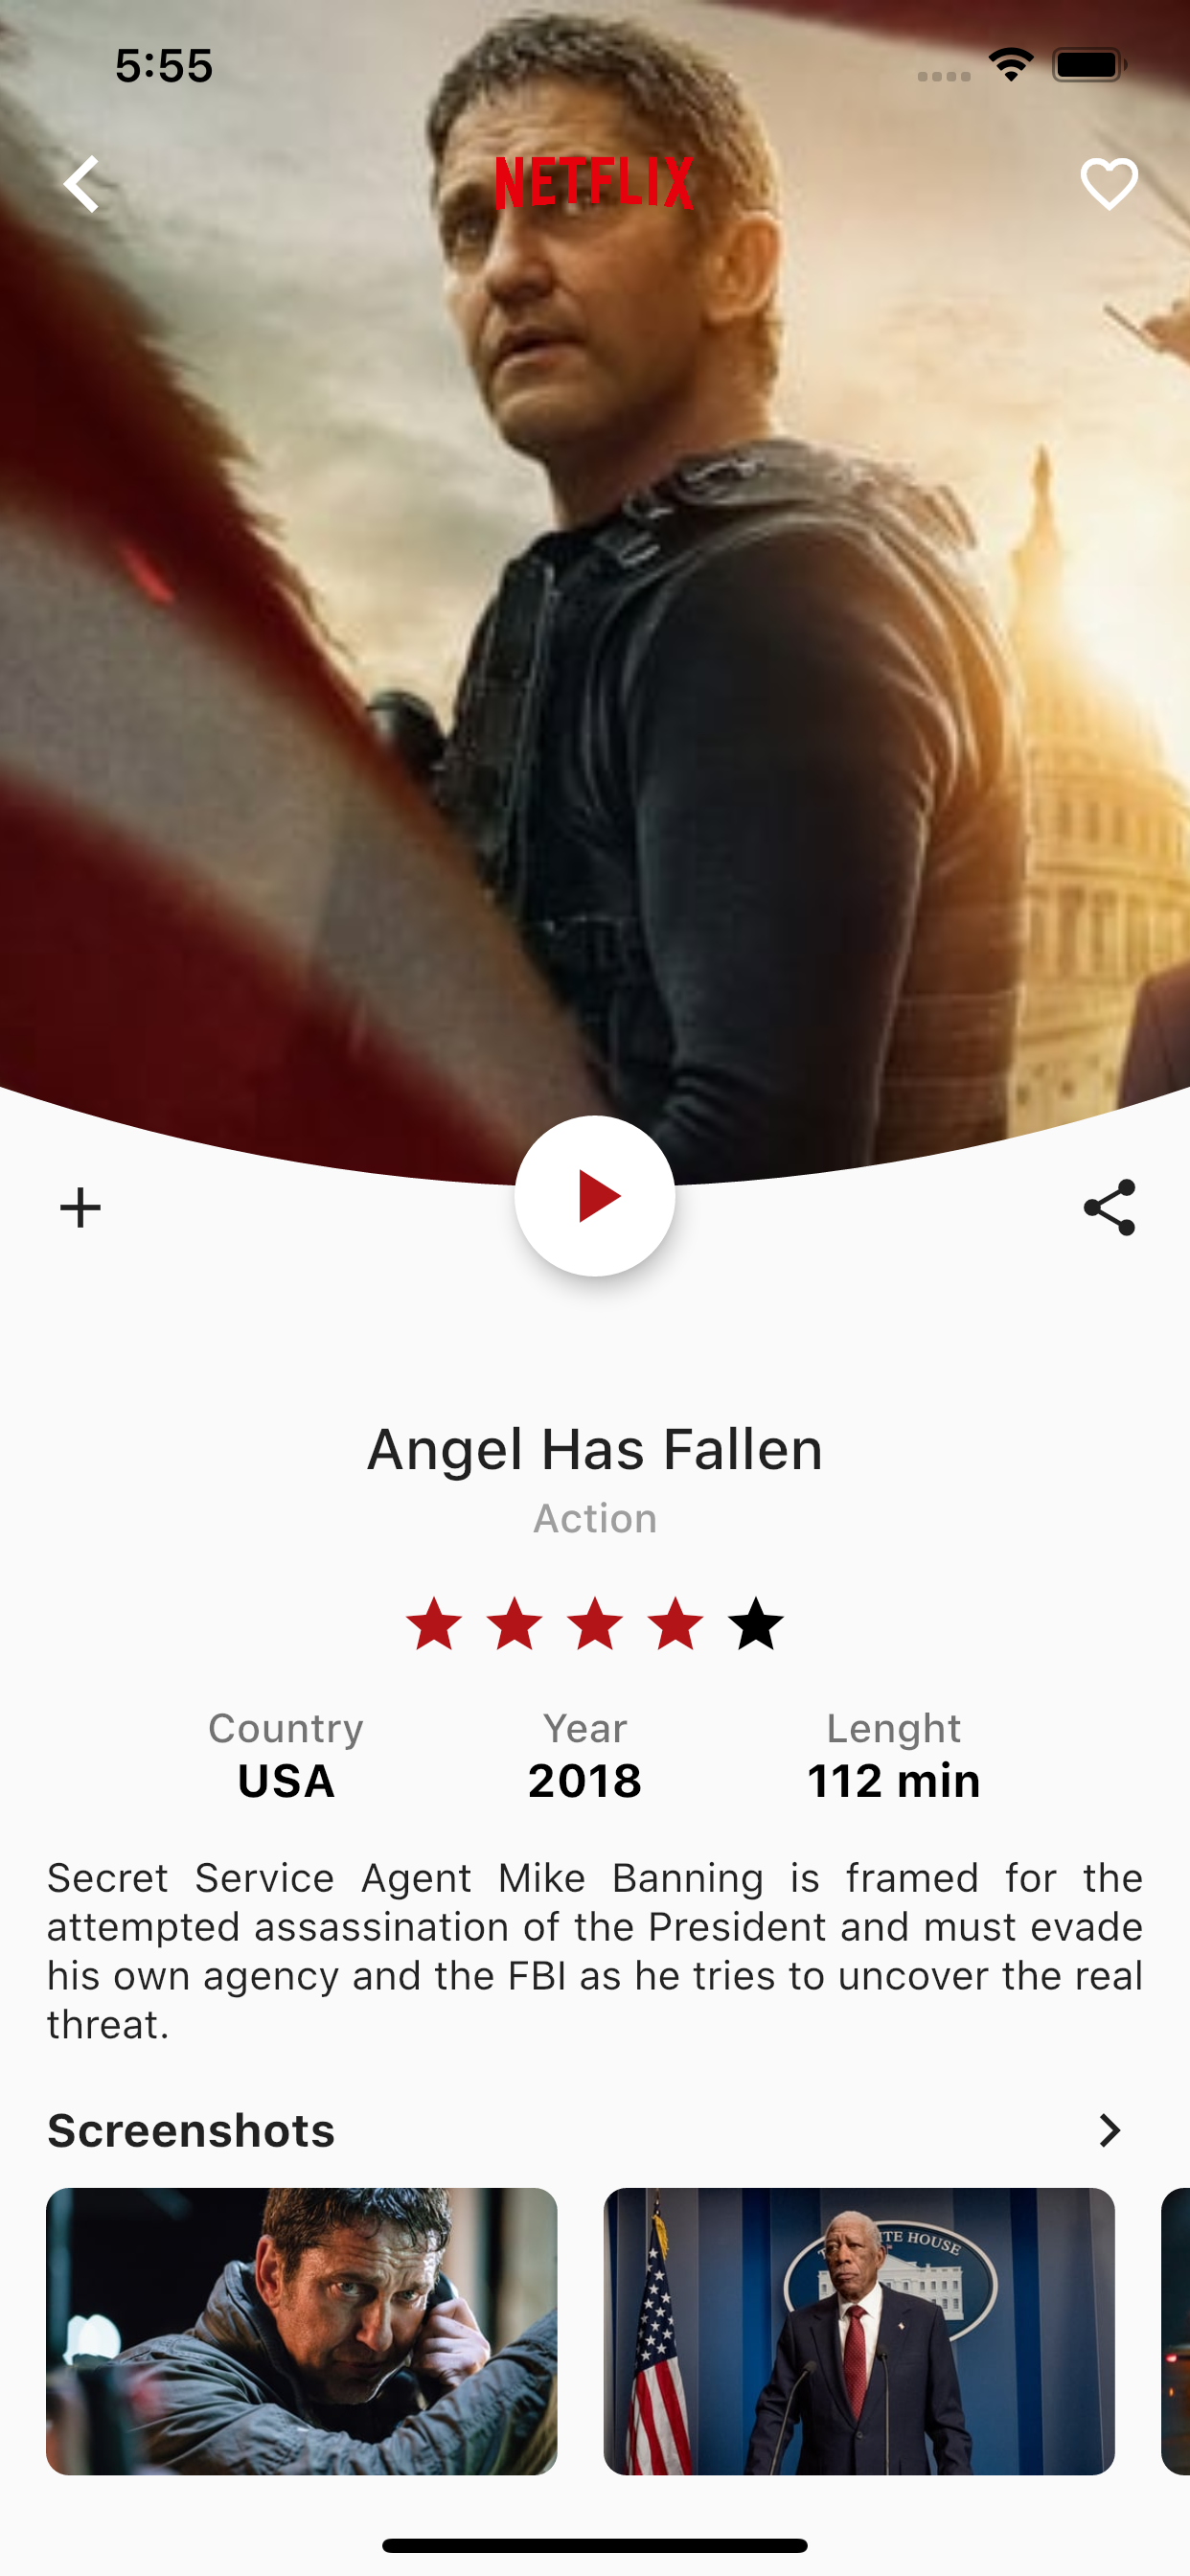 5:55
NETFLIX
Angel Has Fallen
Action
Country Year Lenght
USA 2018 112 min
Secret Service Agent Mike Banning is framed for the
attempted assassination of the President and must evade
his own agency and the FBI as he tries to uncover the real
threat.
Screenshots
HOUSE